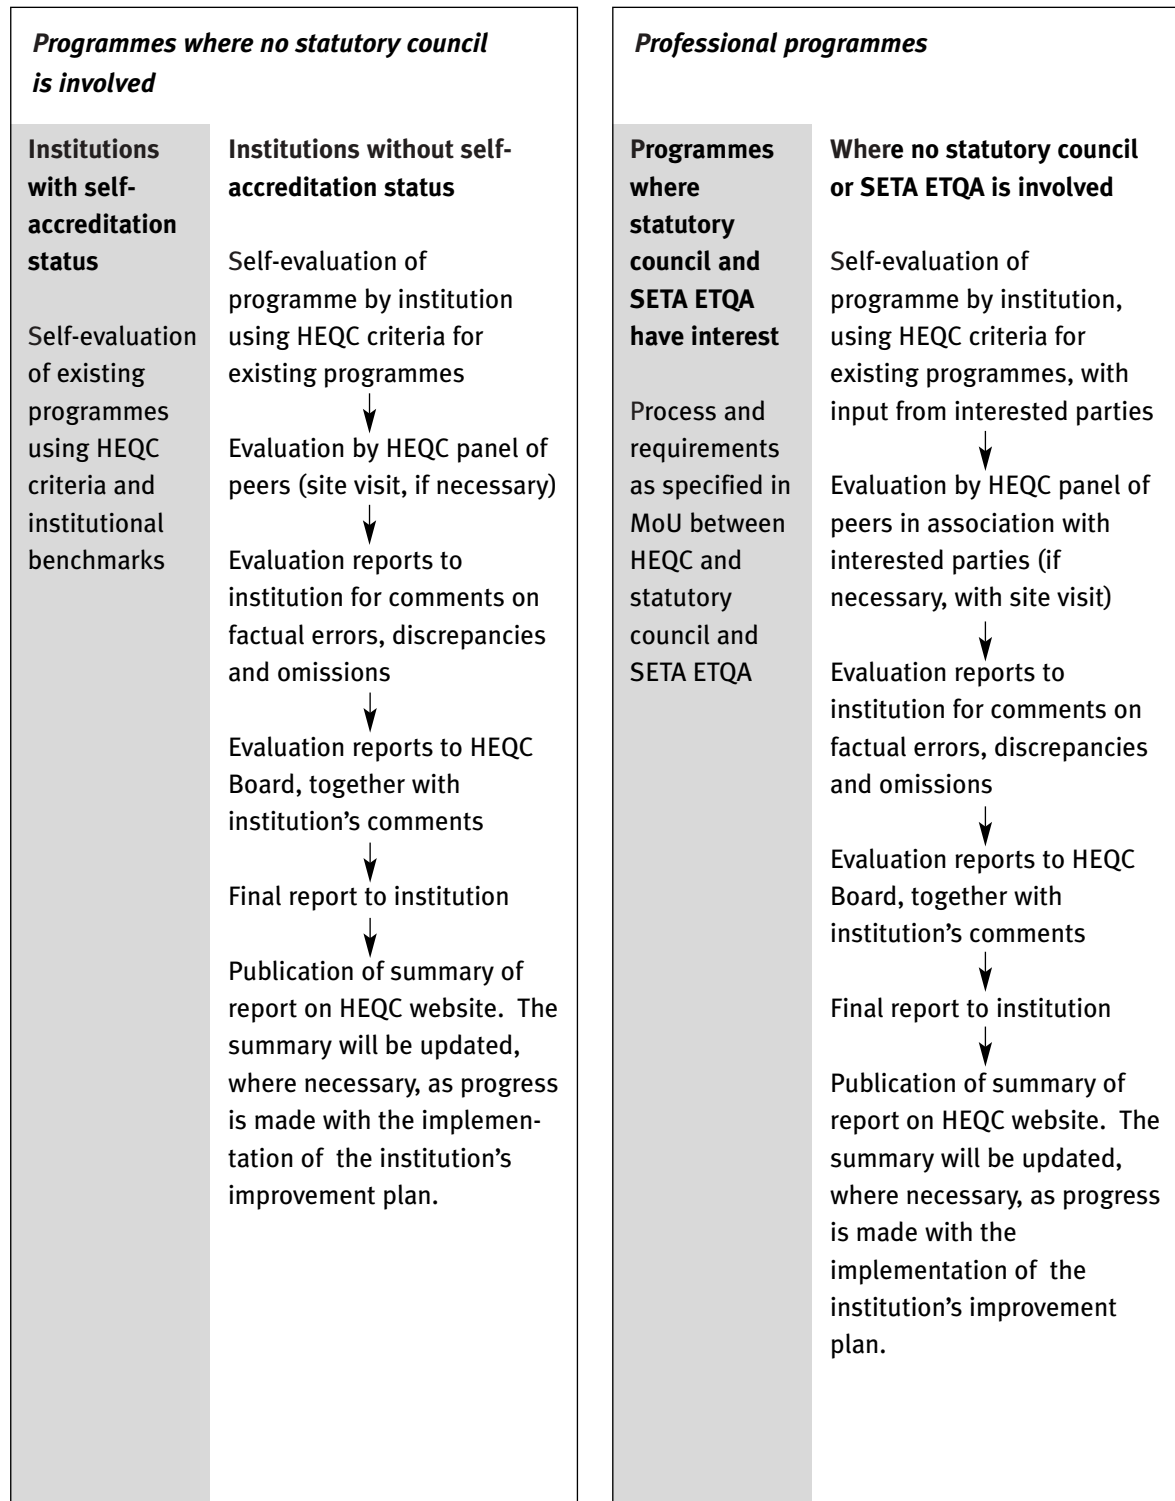 Programmes where no statutory council
is involved
Institutions
with self-
accreditation
status
Self-evaluation
of existing
programmes
using HEQC
criteria and
institutional
benchmarks
Institutions without self-
accreditation status
Self-evaluation of
programme by institution
using HEQC criteria for
existing programmes
Evaluation by HEQC panel of
peers (site visit, if necessary)
Evaluation reports to
institution for comments on
factual errors, discrepancies
and omissions
Evaluation reports to HEQC
Board, together with
institution’s comments
Final report to institution
Publication of summary of
report on HEQC website.  The
summary will be updated,
where necessary, as progress
is made with the implemen-
tation of  the institution’s
improvement plan.
Professional programmes
Programmes
where
statutory
council and
SETA ETQA
have interest
Process and
requirements
as specified in
MoU between
HEQC and
statutory
council and
SETA ETQA
Where no statutory council
or SETA ETQA is involved
Self-evaluation of
programme by institution,
using HEQC criteria for
existing programmes, with
input from interested parties
Evaluation by HEQC panel of
peers in association with
interested parties (if
necessary, with site visit)
Evaluation reports to
institution for comments on
factual errors, discrepancies
and omissions
Evaluation reports to HEQC
Board, together with
institution’s comments
Final report to institution
Publication of summary of
report on HEQC website.  The
summary will be updated,
where necessary, as progress
is made with the
implementation of  the
institution’s improvement
plan.